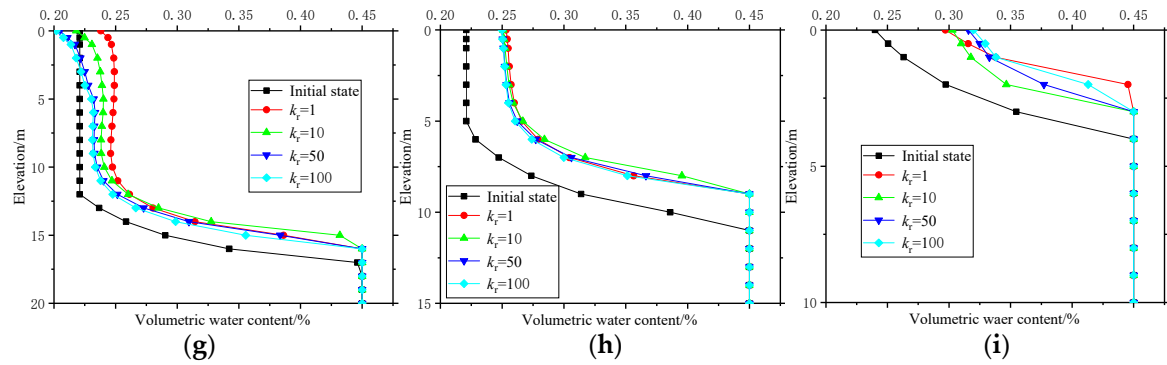 0.20 0.25 0.30 0.35 0.40 0.45
0
5
10
15
20
Elevation/m
Initial state
kr=1
kr=10
kr=50
kr=100
Volumetric water content/%
(g)
0.20 0.25 0.30 0.35 0.40 0.45
0
5
10
15
Elevation/m
Initial state
kr=1
kr=10
kr=50
kr=100
Volumetric water content/%
(h)
0.20 0.25 0.30 0.35 0.40 0.45
0
5
10
Elevation/m
Initial state
kr=1
kr=10
kr=50
kr=100
Volumetric waer content/%
(i)